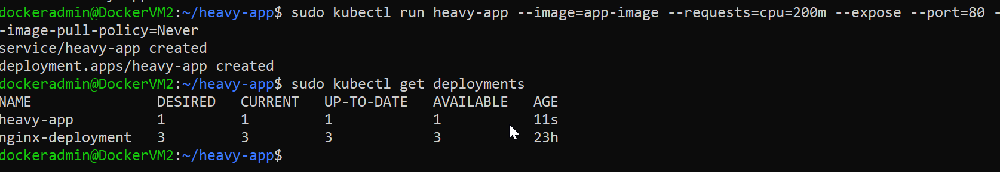 dockeradmin@DockerVM2:~/heavy-app$ sudo kubectl run heavy-app --image=app-image --requests=cpu=200m --expose --port=80 -
-image-pull-policy=Never
service/heavy-app created
deployment.apps/heavy-app created
dockeradmin@DockerVM2:~/heavy-app$ sudo kubectl get deployments
NAME DESIRED CURRENT UP-TO-DATE AVAILABLE AGE
heavy-app 1 1 1 1 11s
nginx-deployment 3 3 3 3 23h
dockeradmin@DockerVM2:~/heavy-app$